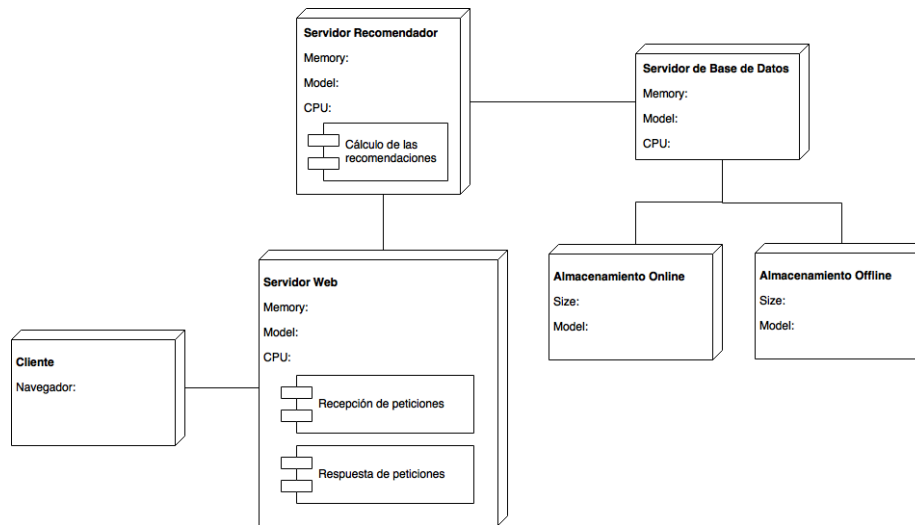 Servidor Recomendador
Memory:
Model:
CPU:
Cálculo de las
recomendaciones
Servidor de Base de Datos
Memory:
Model:
CPU:
Servidor Web
Memory:
Model:
CPU:
Recepción de peticiones
Respuesta de peticiones
Almacenamiento Online
Size:
Model:
Almacenamiento Offline
Size:
Model:
Cliente
Navegador: